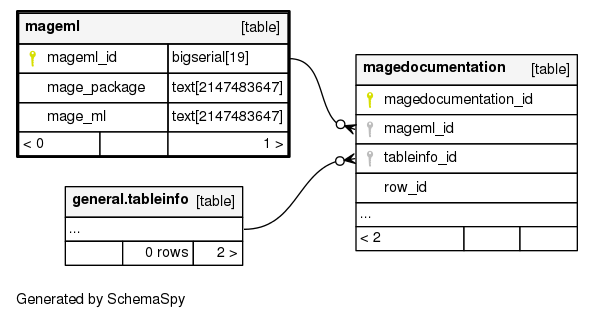 mageml [table]
mageml_id bigserial[19]
mage_package text[2147483647]
mage_ml text[2147483647]
< 0 1 >
magedocumentation [table]
magedocumentation_id
mageml_id
tableinfo_id
row_id
...
< 2
general.tableinfo [table]
...
0 rows 2 >
Generated by SchemaSpy